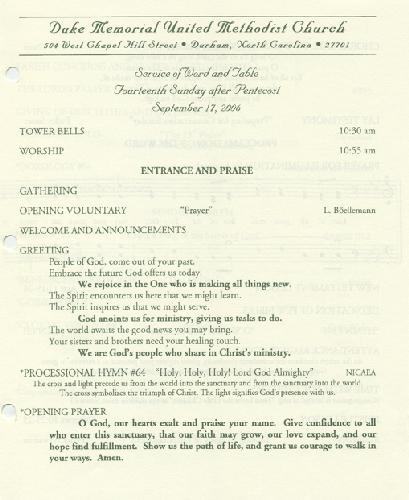 Duke Memorial United Methodist Church
504 West Chapel Hill Street • Durham, North Carolina • 27701
Service of Word and Table
Fourteenth Sunday after Pentecost
September 17, 2006
TOWER BELLS 10:30 am
WORSHIP 10:55 am
ENTRANCE AND PRAISE
GATHERING
OPENING VOLUNTARY "Prayer" L. Böellemann
WELCOME AND ANNOUNCEMENTS
GREETING
People of God, come out of your past.
Embrace the future God offers us today.
We rejoice in the One who is making all things new.
The Spirit encounters us here that we might learn.
The Spirit inspires us that we might serve.
God anoints us for ministry, giving us tasks to do.
The world awaits the good news you may bring.
Your sisters and brothers need your healing touch.
We are God's people who share in Christ's ministry.
*PROCESSIONAL HYMN #64 "Holy, Holy, Holy! Lord God Almighty" NICAEA
The cross and light precede us from the world into the sanctuary and from the sanctuary into the world.
The cross symbolizes the triumph of Christ. The light signifies God's presence with us.
*OPENING PRAYER
O God, our hearts exalt and praise your name. Give confidence to all
who enter this sanctuary, that our faith may grow, our love expand, and our
hope find fulfillment. Show us the path of life, and grant us courage to walk in
your ways. Amen.